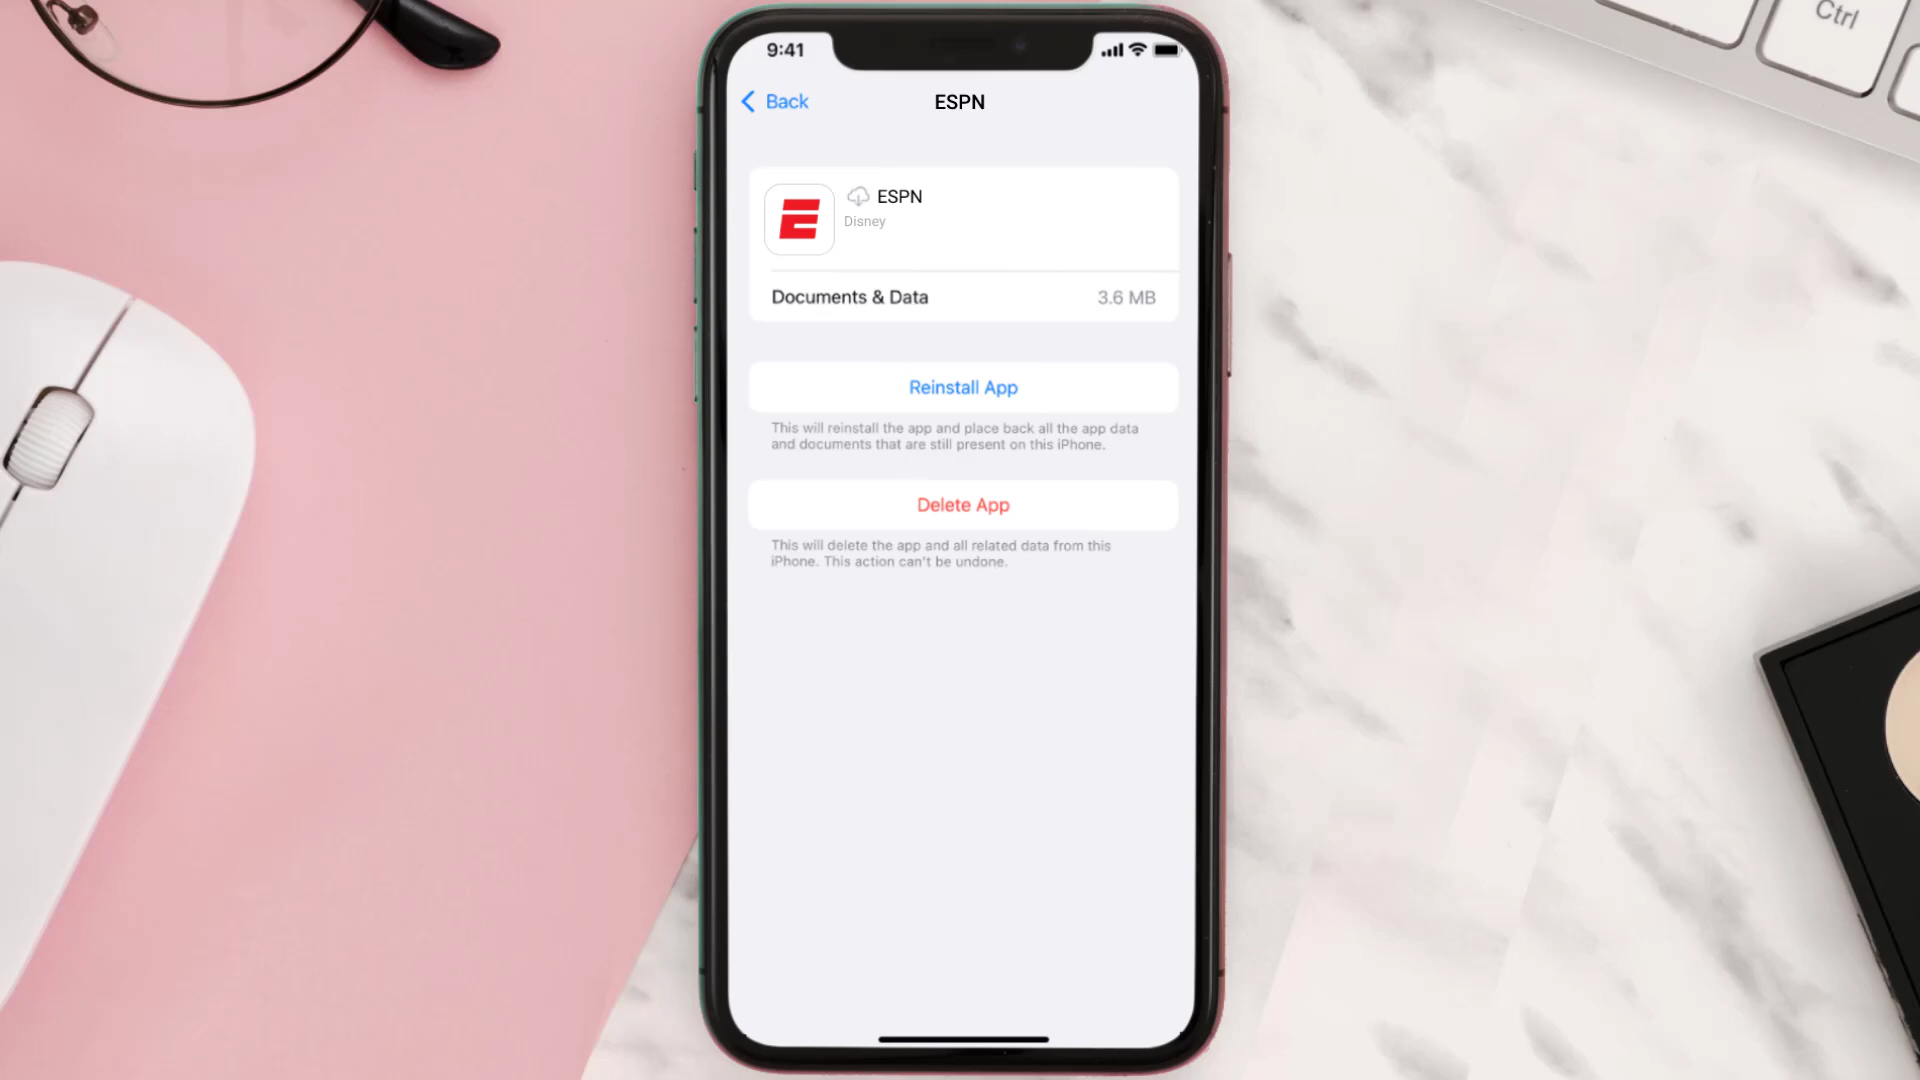 Ctrl
9:41
Back
ESPN
ESPN
Disney
Documents & Data
3.6 MB
Reinstall App
This will reinstall the app and place back all the app data
and documents that are still present on this iPhone.
Delete App
This will delete the app and all related data from this
iPhone. This action can't be undone.